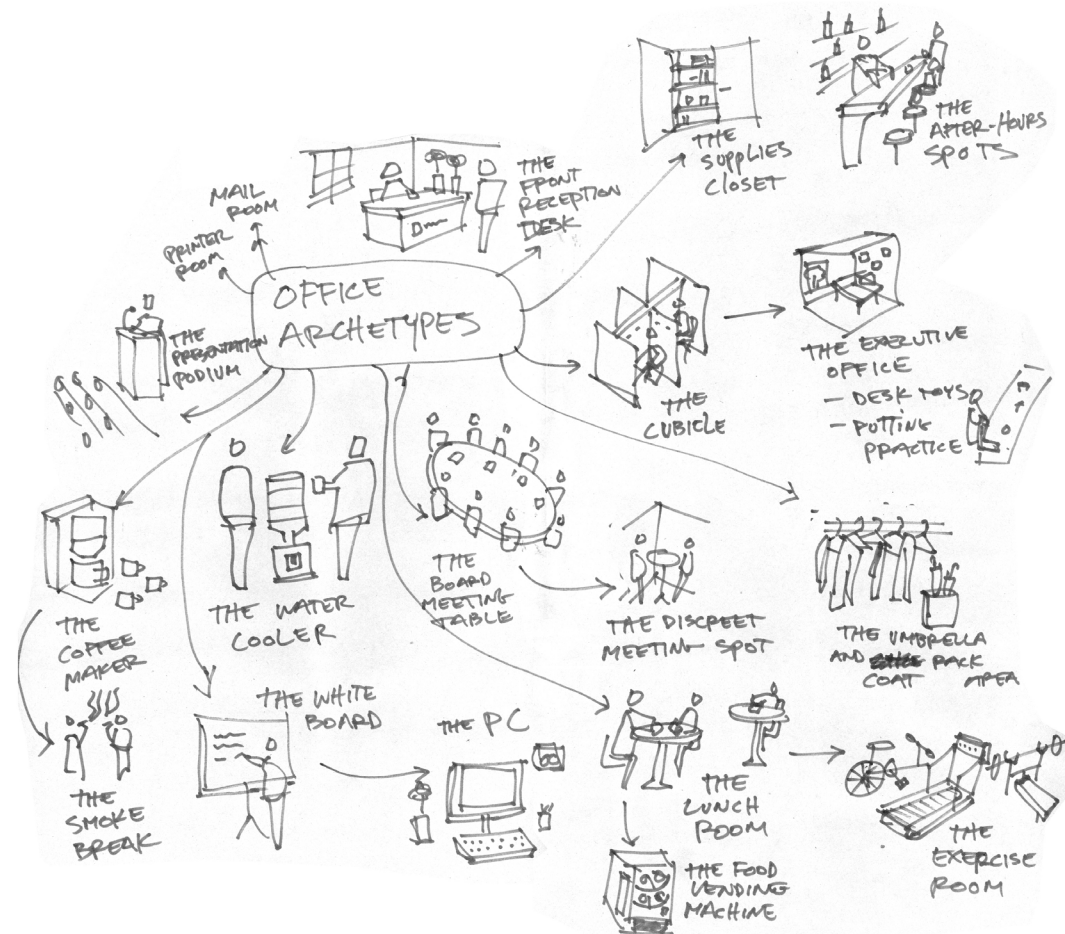 THE
SUPPLIES
CLOSET
THE
AFTER-HOURS
SPOTS
THE
FRONT
RECEPTION
DESK
MAIL
ROOM
PRINTER
ROOM
OFFICE
ARCHETYPES
THE
PRESENTATION
PODIUM
THE
CUBICLE
THE EXECUTIVE
OFFICE
- DESK TOYS
- PUTTING
PRACTICE
THE
COFFEE
MAKER
THE WATER
COOLER
THE
BOARD
MEETING
TABLE
THE DISCREET
MEETING SPOT
THE UMBRELLA
AND RACK
COAT AREA
THE
SMOKE
BREAK
THE WHITE
BOARD
THE PC
THE
LUNCH
ROOM
THE FOOD
VENDING
MACHINE
THE
EXERCISE
ROOM